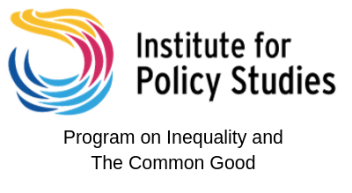 Institute for
Policy Studies
Program on Inequality and
The Common Good